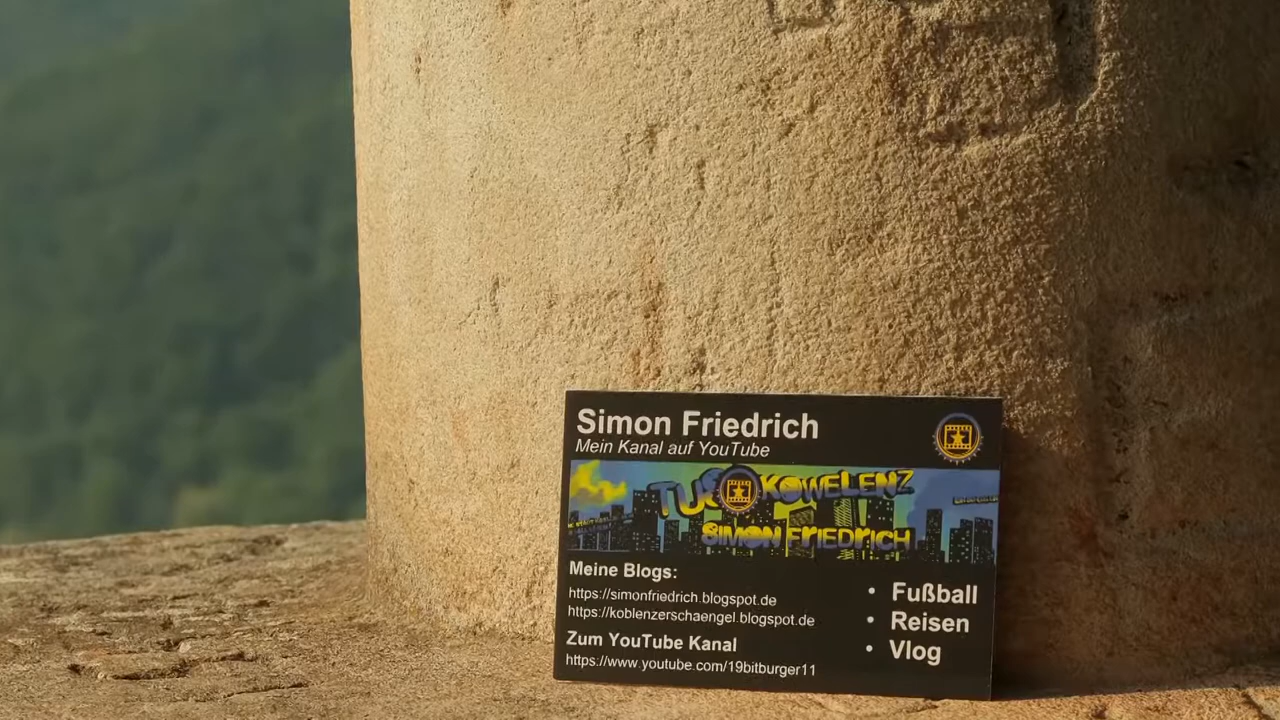 Simon Friedrich
Mein Kanal auf YouTube
TUS KOWELENZ
SIMON FRIEDRICH
Meine Blogs:
https://simonfriedrich.blogspot.de
https://koblenzerschaengel.blogspot.de
Zum YouTube Kanal
https://www.youtube.com/19bitburger11
• Fußball
• Reisen
• Vlog